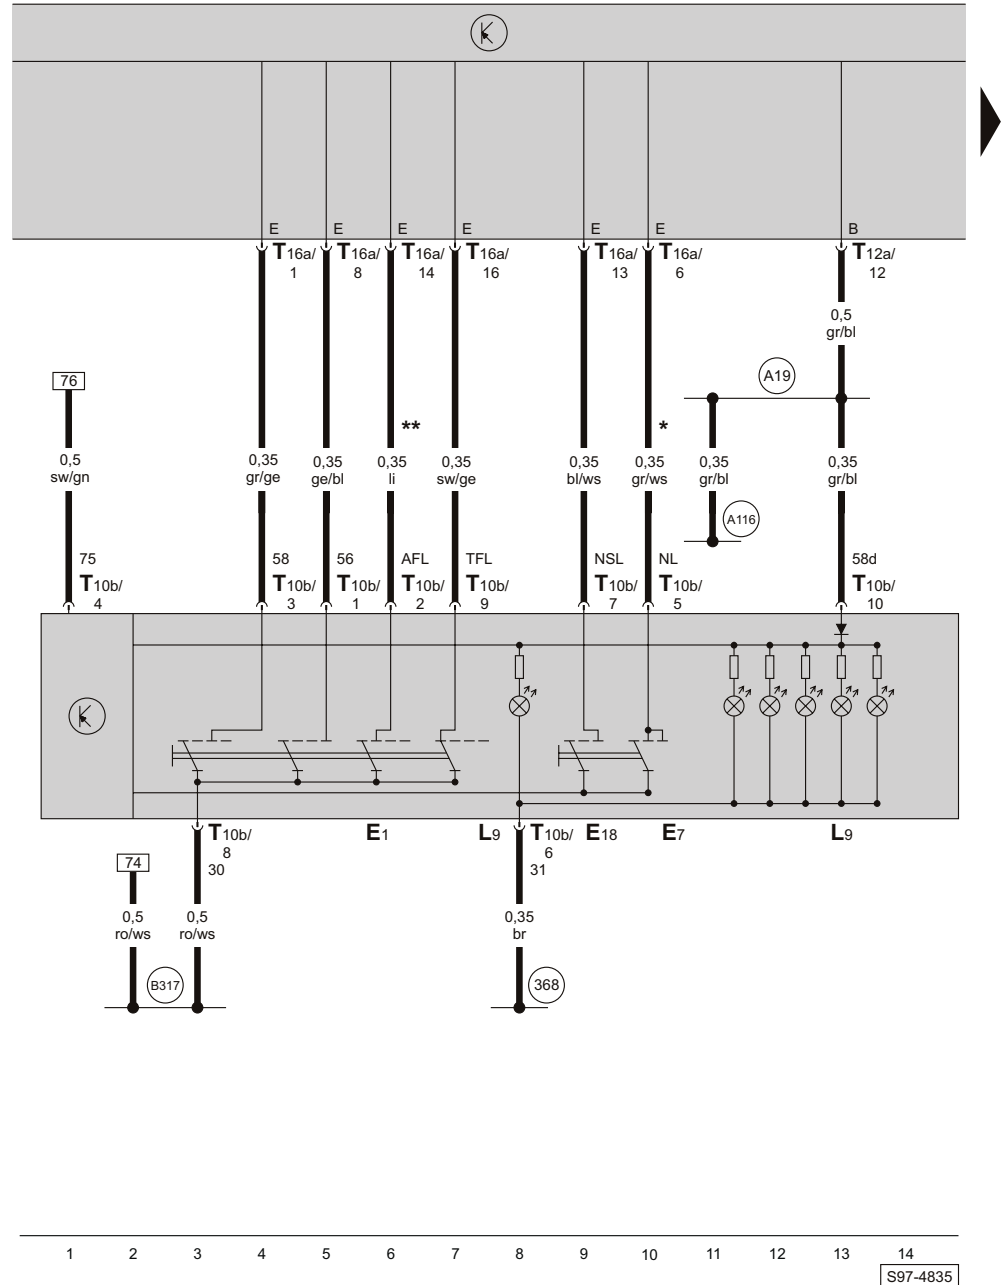 E E E E E E B
T16a/ T16a/ T16a/ T16a/ T16a/ T16a/ T12a/
1 8 14 16 13 6 12
0,5
gr/bl
76 A19
** *
0,5 0,35 0,35 0,35 0,35 0,35 0,35 0,35 0,35
sw/gn gr/ge ge/bl li sw/ge bl/ws gr/ws gr/bl gr/bl
A116
75 58 56 AFL TFL NSL NL 58d
T10b/ T10b/ T10b/ T10b/ T10b/ T10b/ T10b/ T10b/
4 3 1 2 9 7 5 10
T10b/ E1 L9 T10b/ E18 E7 L9
8 6
74 30 31
0,5 0,5 0,35
ro/ws ro/ws br
B317 368
1 2 3 4 5 6 7 8 9 10 11 12 13 14
S97-4835